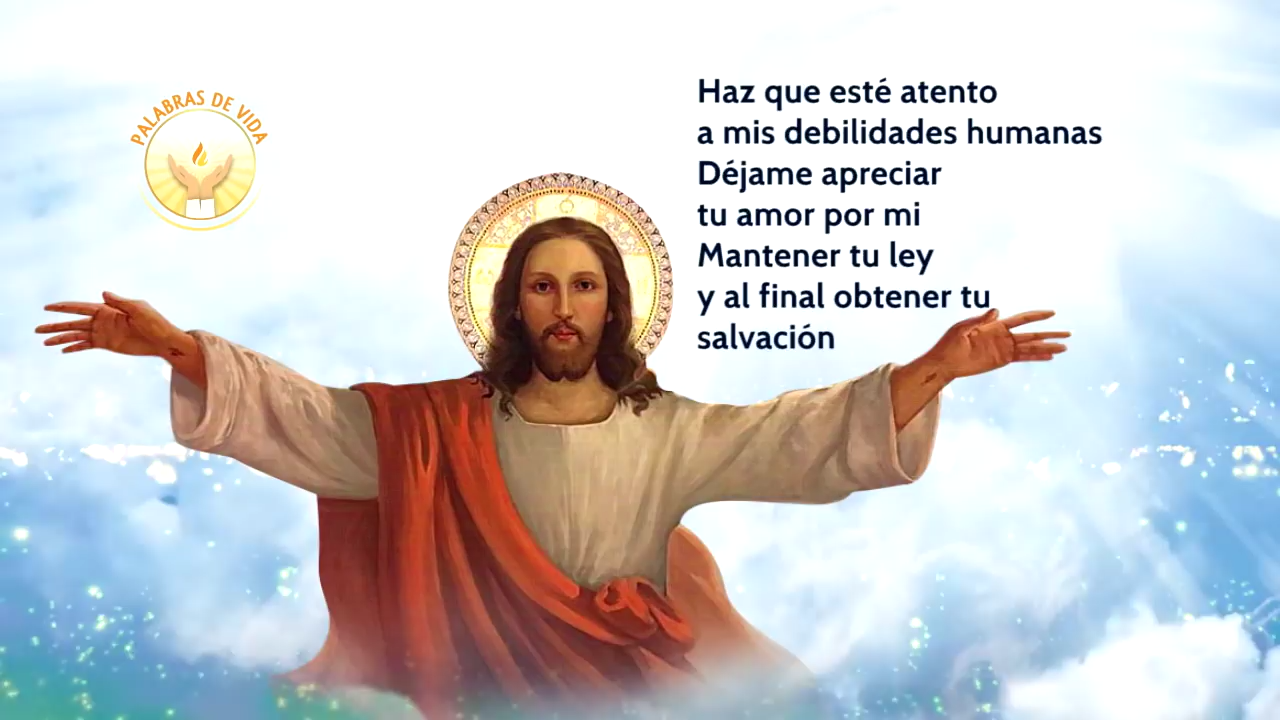 PALABRAS DE VIDA
Haz que esté atento
a mis debilidades humanas
Déjame apreciar
tu amor por mi
Mantener tu ley
y al final obtener tu
salvación